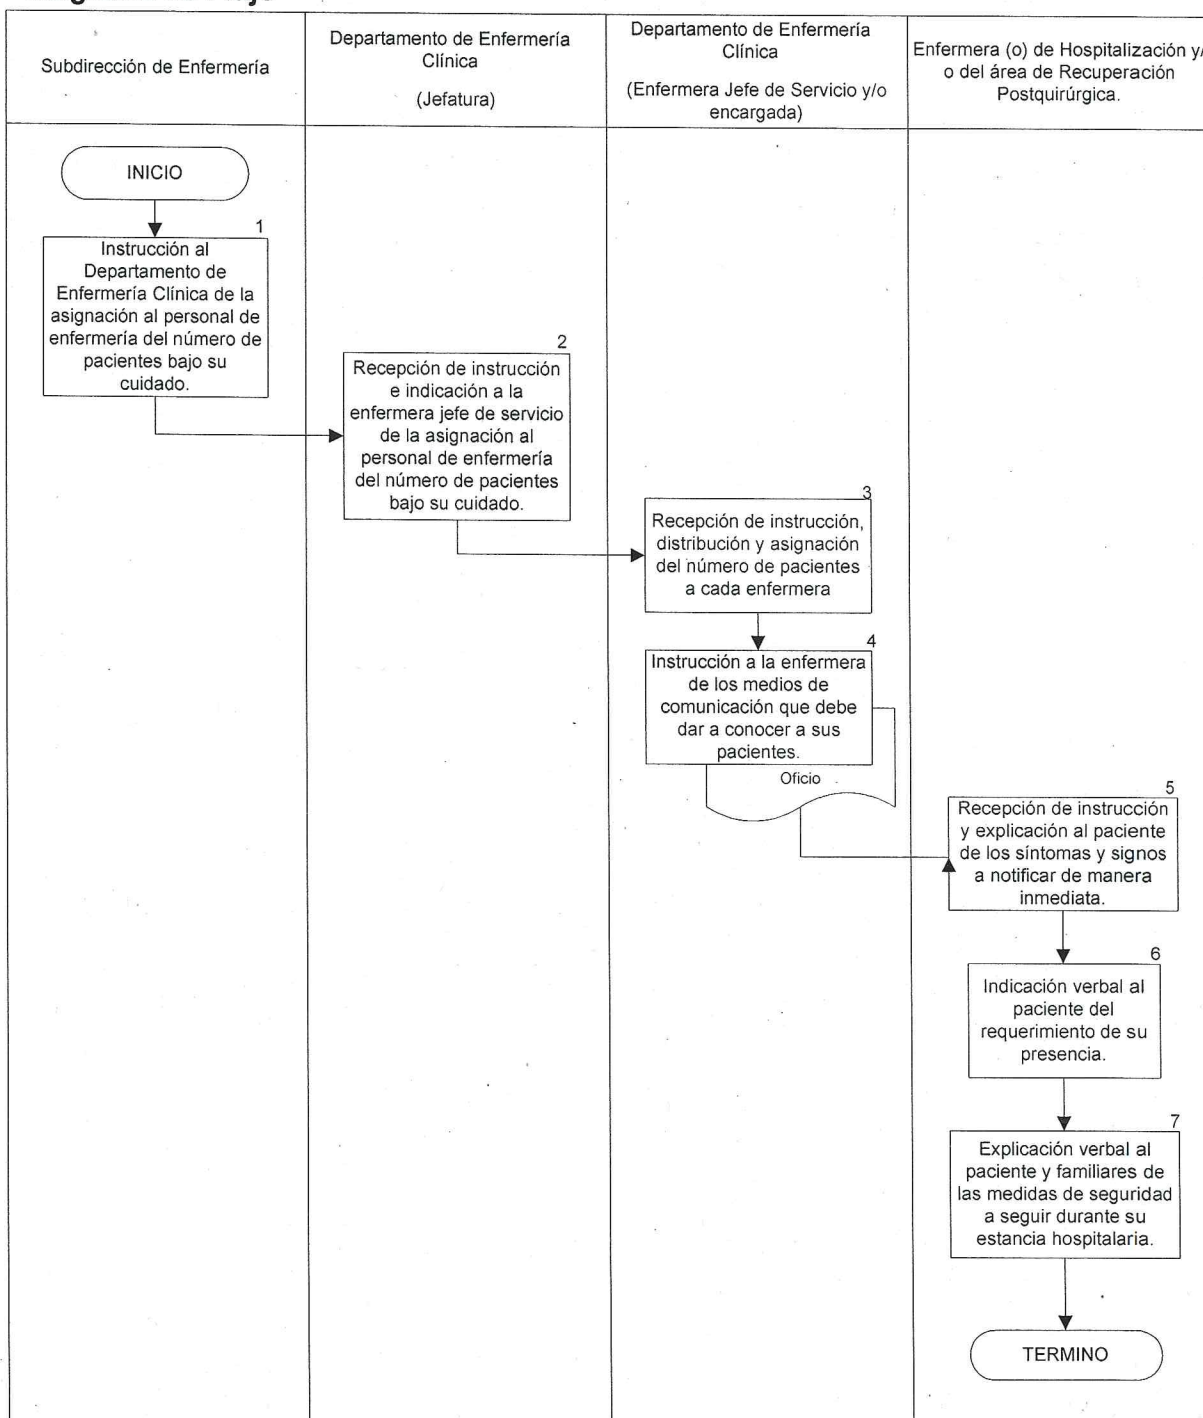 Subdirección de Enfermería
Departamento de Enfermería
Clínica
(Jefatura)
Departamento de Enfermería
Clínica
(Enfermera Jefe de Servicio y/o
encargada)
Enfermera (o) de Hospitalización y/
o del área de Recuperación
Postquirúrgica.
INICIO
1
Instrucción al
Departamento de
Enfermería Clínica de la
asignación al personal de
enfermería del número de
pacientes bajo su
cuidado.
2
Recepción de instrucción
e indicación a la
enfermera jefe de servicio
de la asignación al
personal de enfermería
del número de pacientes
bajo su cuidado.
3
Recepción de instrucción,
distribución y asignación
del número de pacientes
a cada enfermera
4
Instrucción a la enfermera
de los medios de
comunicación que debe
dar a conocer a sus
pacientes.
Oficio
5
Recepción de instrucción
y explicación al paciente
de los síntomas y signos
a notificar de manera
inmediata.
6
Indicación verbal al
paciente del
requerimiento de su
presencia.
7
Explicación verbal al
paciente y familiares de
las medidas de seguridad
a seguir durante su
estancia hospitalaria.
TERMINO